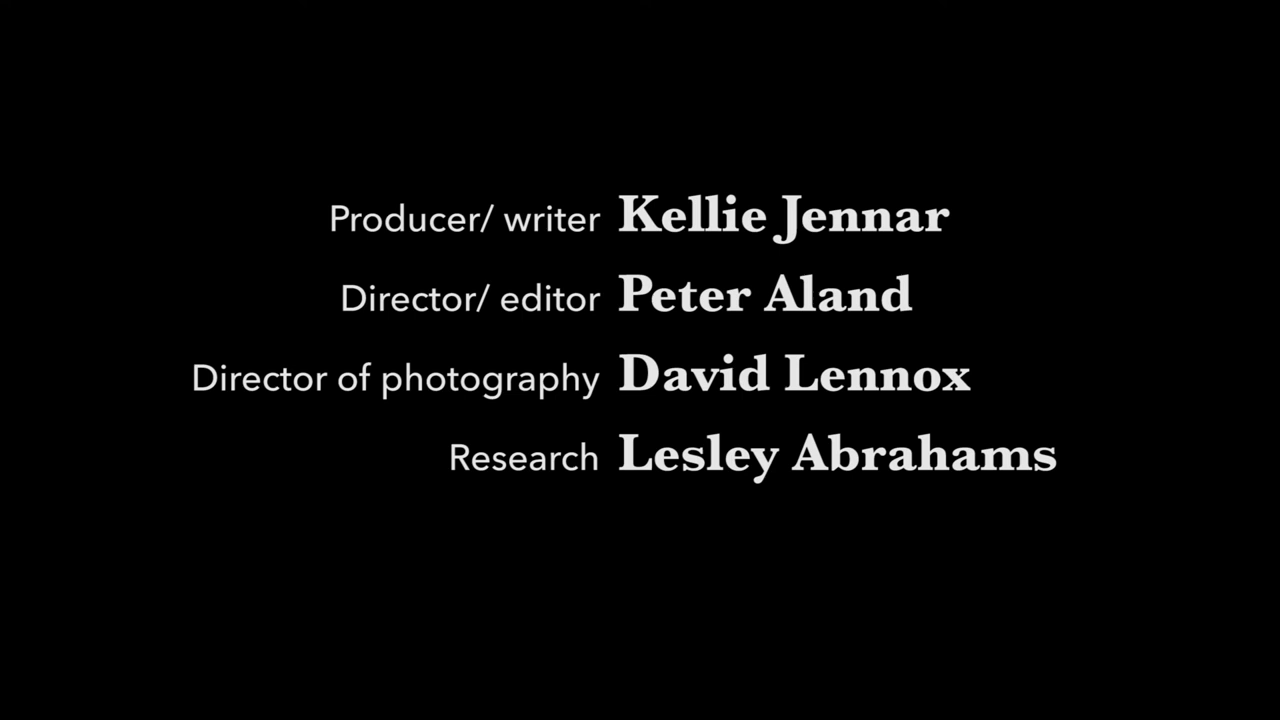 Producer/ writer Kellie Jennar
Director/ editor Peter Aland
Director of photography David Lennox
Research Lesley Abrahams